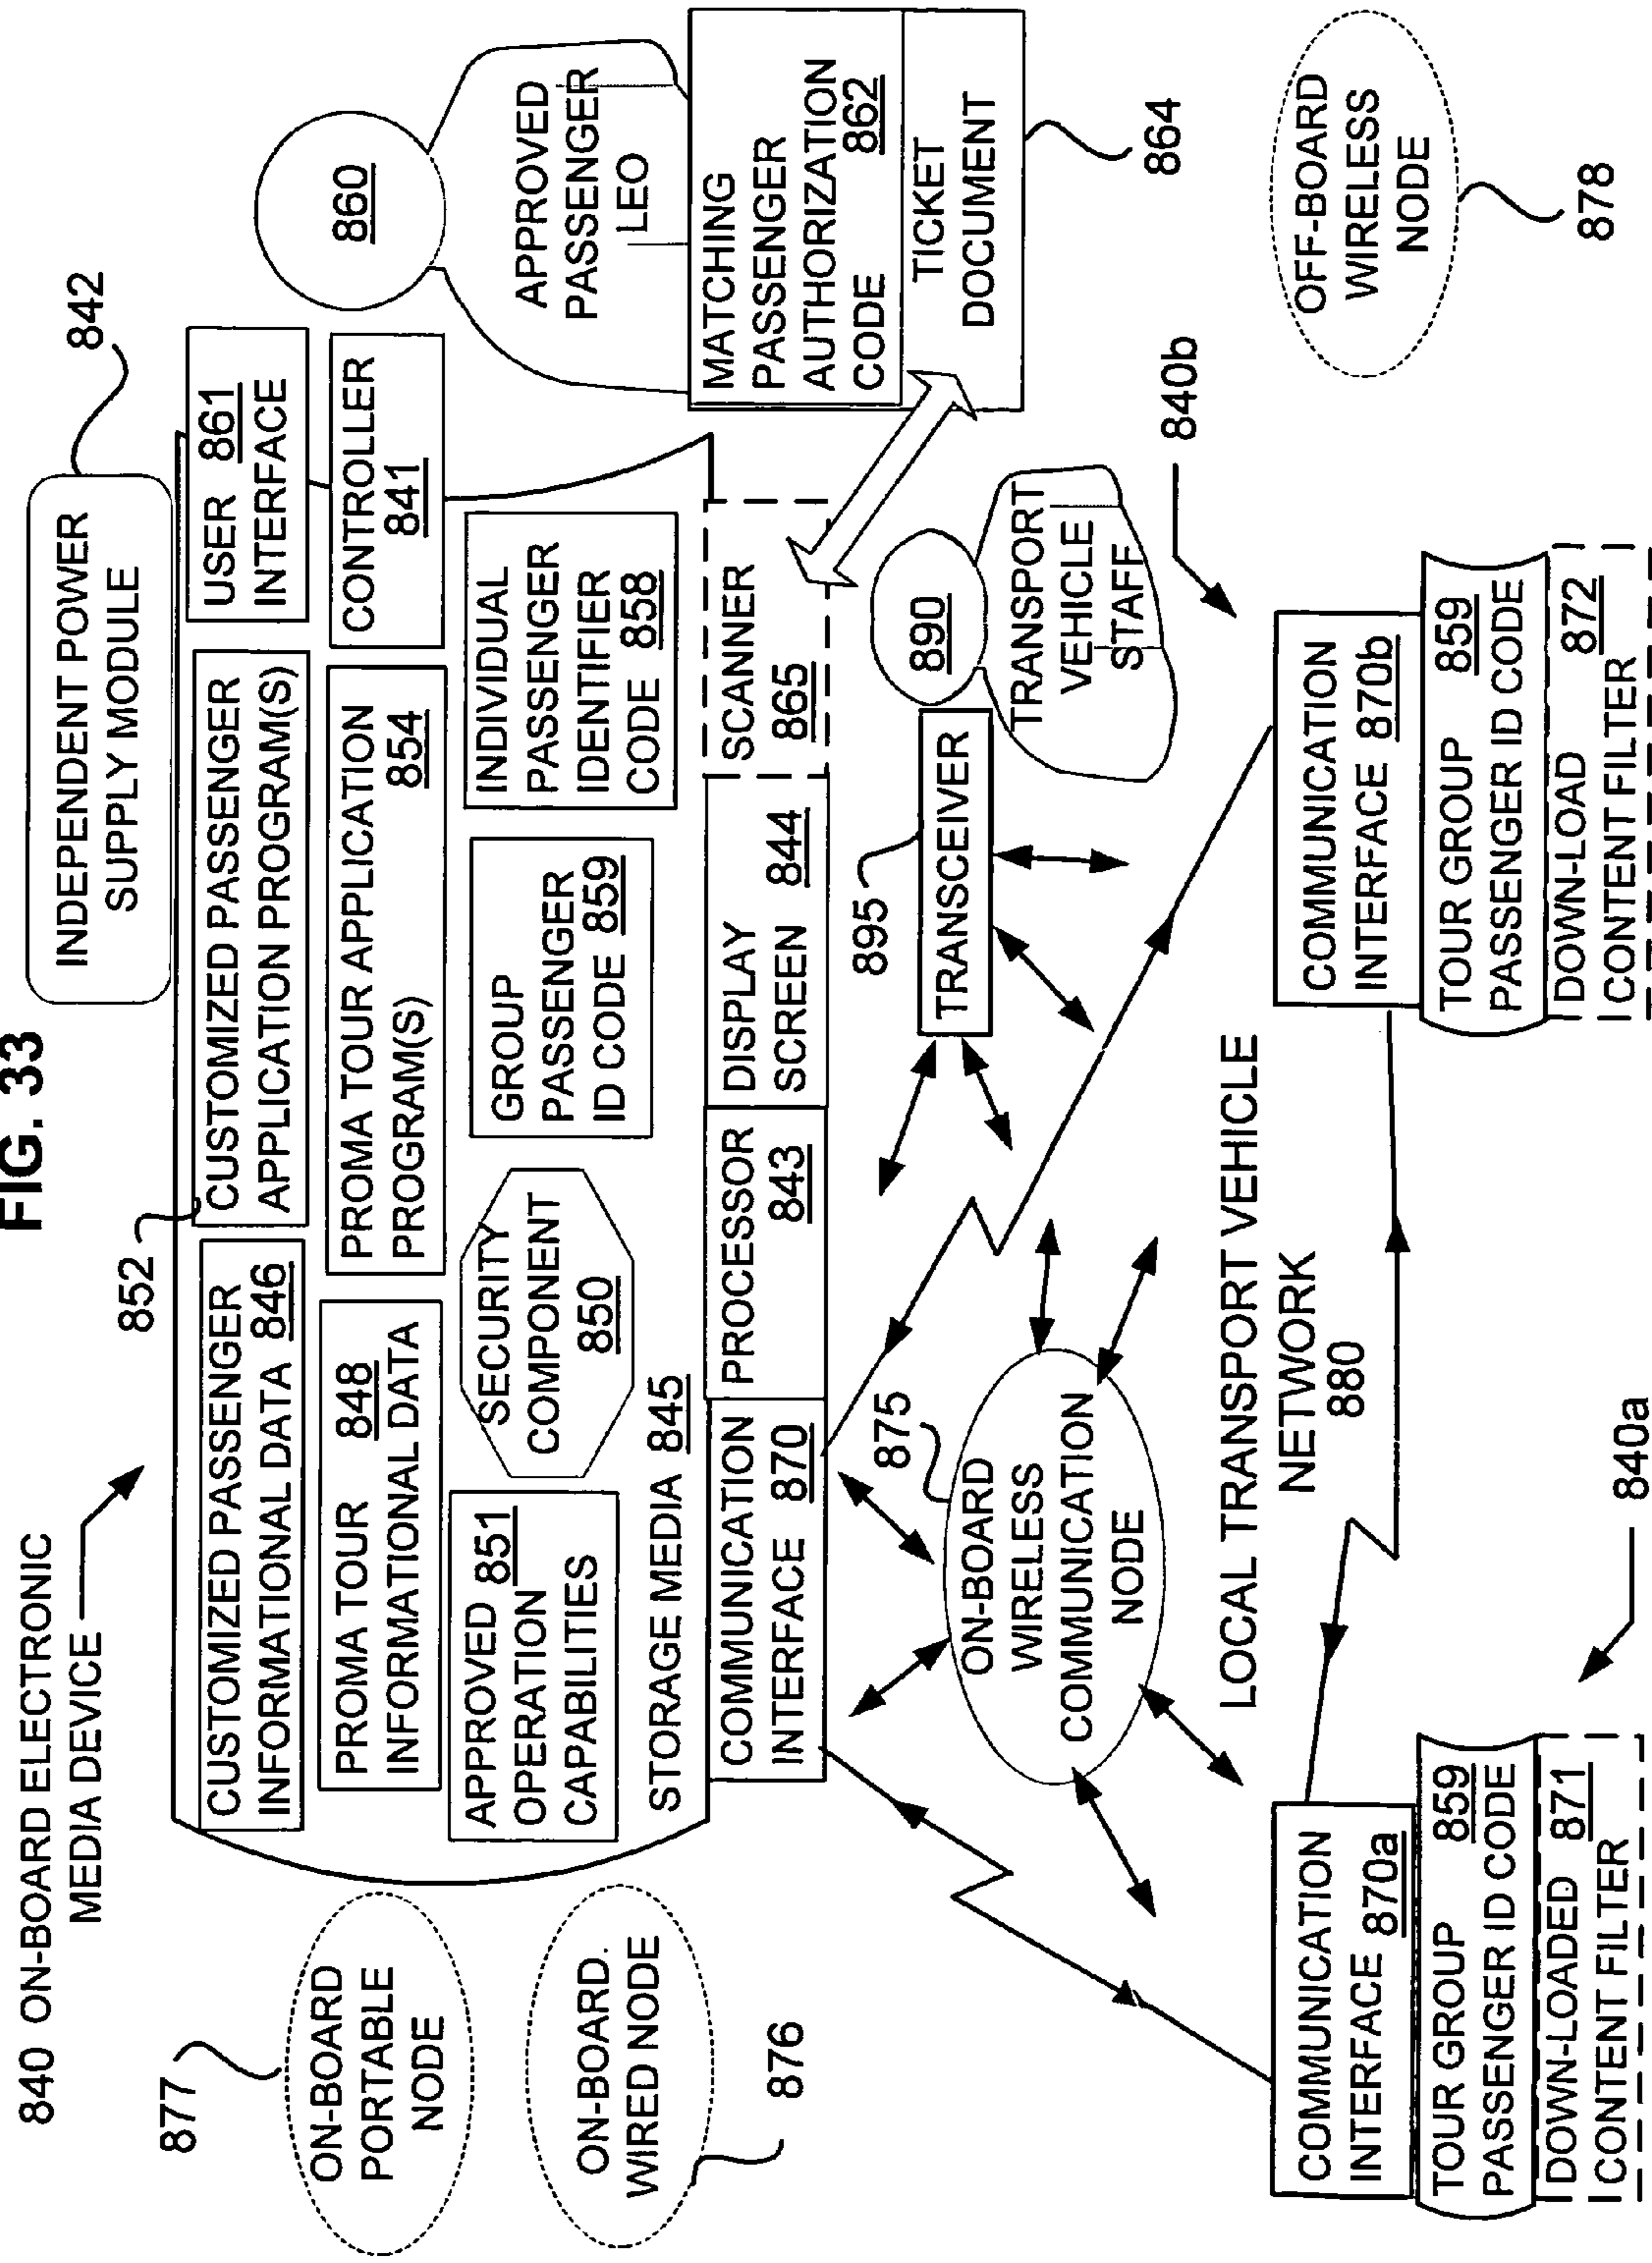 FIG. 33
840 ON-BOARD ELECTRONIC
MEDIA DEVICE
842
INDEPENDENT POWER
SUPPLY MODULE
852
877
ON-BOARD
PORTABLE
NODE
ON-BOARD.
WIRED NODE
876
CUSTOMIZED PASSENGER
INFORMATIONAL DATA 846
CUSTOMIZED PASSENGER
APPLICATION PROGRAM(S)
USER 861
INTERFACE
PROMA TOUR 848
INFORMATIONAL DATA
PROMA TOUR APPLICATION
PROGRAM(S) 854
CONTROLLER
841
APPROVED 851
OPERATION
CAPABILITIES
SECURITY
COMPONENT
850
GROUP
PASSENGER
ID CODE 859
INDIVIDUAL
PASSENGER
IDENTIFIER
CODE 858
STORAGE MEDIA 845
COMMUNICATION
INTERFACE 870
PROCESSOR
843
DISPLAY
SCREEN 844
SCANNER
865
860
APPROVED
PASSENGER
LEO
MATCHING
PASSENGER
AUTHORIZATION
CODE 862
TICKET
DOCUMENT
864
875
ON-BOARD
WIRELESS
COMMUNICATION
NODE
895
TRANSCEIVER
890
TRANSPORT
VEHICLE
STAFF
LOCAL TRANSPORT VEHICLE
NETWORK
880
840b
OFF-BOARD
WIRELESS
NODE
878
COMMUNICATION
INTERFACE 870a
TOUR GROUP 859
PASSENGER ID CODE
DOWN-LOADED 871
CONTENT FILTER
840a
COMMUNICATION
INTERFACE 870b
TOUR GROUP 859
PASSENGER ID CODE
DOWN-LOAD 872
CONTENT FILTER